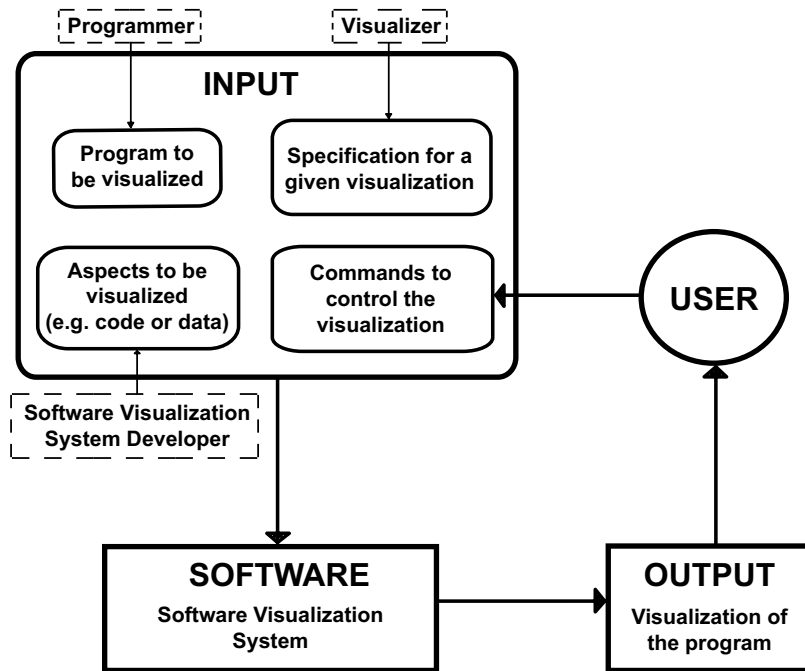 Programmer
Visualizer
INPUT
Program to
be visualized
Specification for a
given visualization
Aspects to be
visualized
(e.g. code or data)
Commands to
control the
visualization
USER
Software Visualization
System Developer
SOFTWARE
Software Visualization
System
OUTPUT
Visualization of
the program